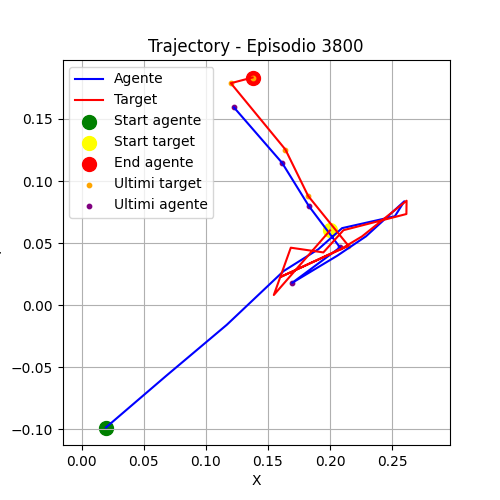 Trajectory - Episodio 3800
Agente
Target
Start agente
Start target
End agente
Ultimi target
Ultimi agente
0.15
0.10
0.05
0.00
−0.05
−0.10
0.00 0.05 0.10 0.15 0.20 0.25
X